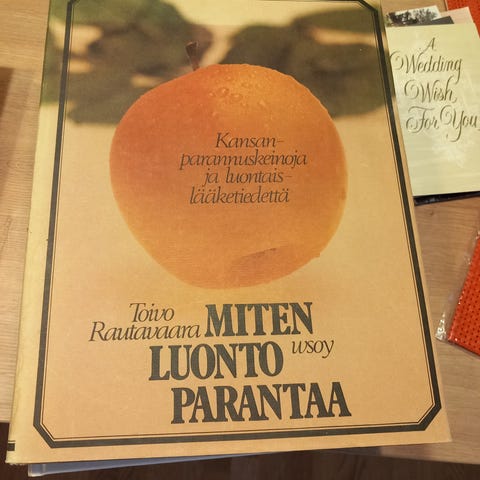 Kansan-
parannuskeinoja
ja luontais-
lääketiedettä
Toivo
Rautavaara MITEN
LUONTO wsoy
PARANTAA
A
Wedding
Wish
For You